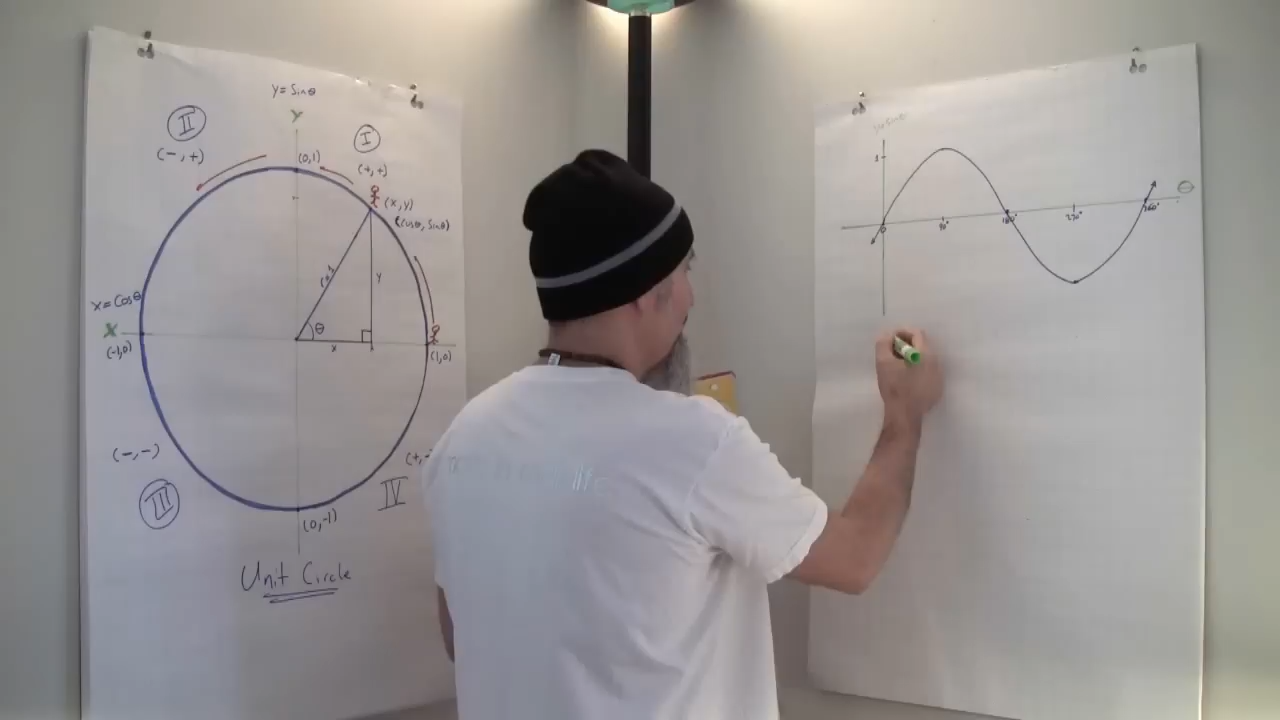 y = Sinθ
Y
II
I
(-,+)
(0,1)
(+,+)
(x,y)
(Cosθ, Sinθ)
y
θ
x
x = Cosθ
X
(-1,0)
(1,0)
(-,-)
(+,-
III
IV
(0,-1)
Unit Circle
y=sinθ
1
θ
0
90°
180°
270°
360°